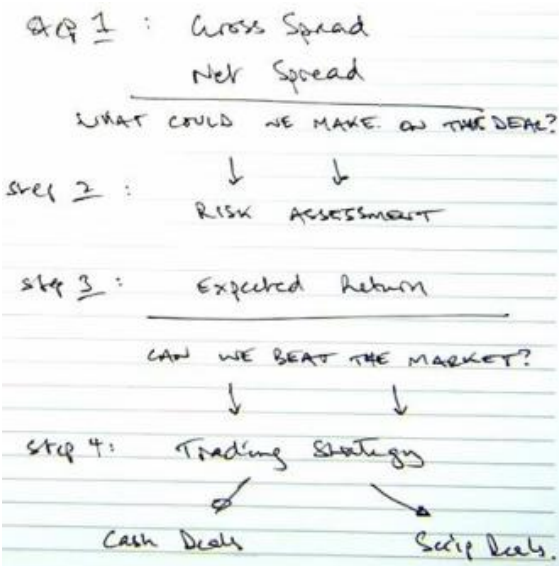 step 1 : Gross Spread
Net Spread
WHAT COULD WE MAKE ON THE DEAL?
step 2 : RISK ASSESSMENT
step 3 : Expected Return
CAN WE BEAT THE MARKET?
step 4: Trading Strategy
Cash Deals Scrip Deals.